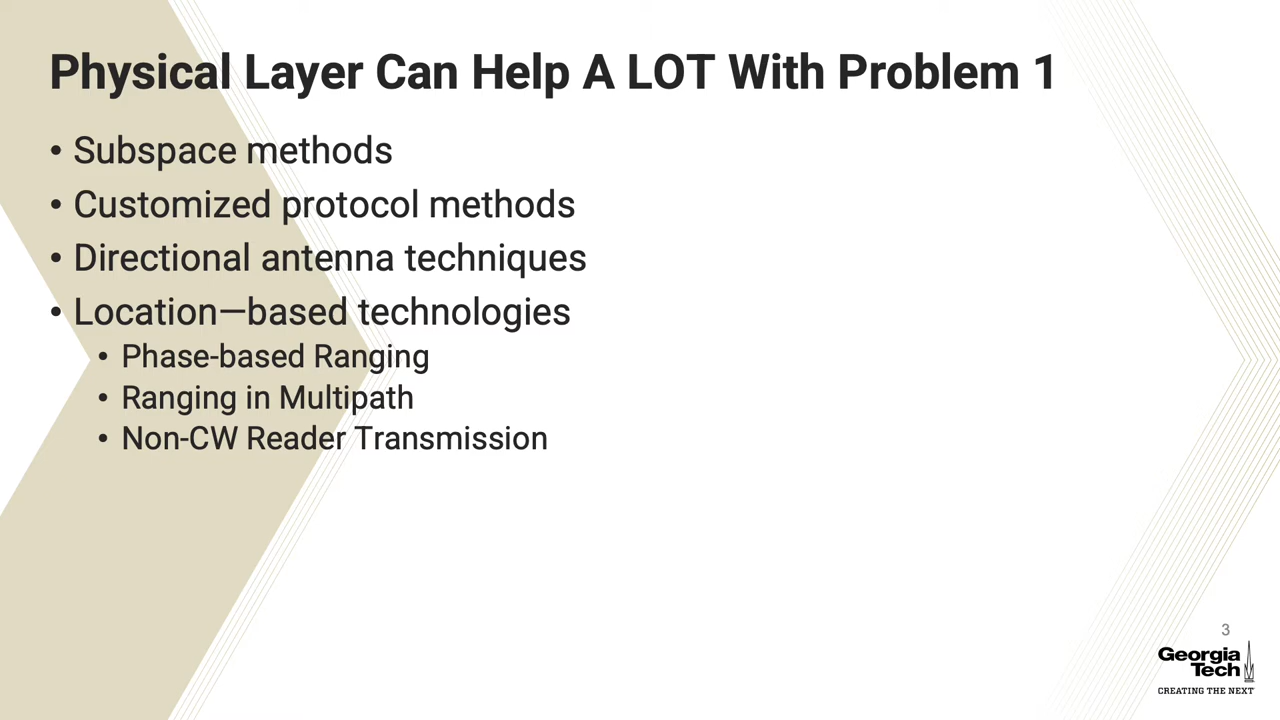 Physical Layer Can Help A LOT With Problem 1
• Subspace methods
• Customized protocol methods
• Directional antenna techniques
• Location—based technologies
• Phase-based Ranging
• Ranging in Multipath
• Non-CW Reader Transmission
3
Georgia
Tech
CREATING THE NEXT